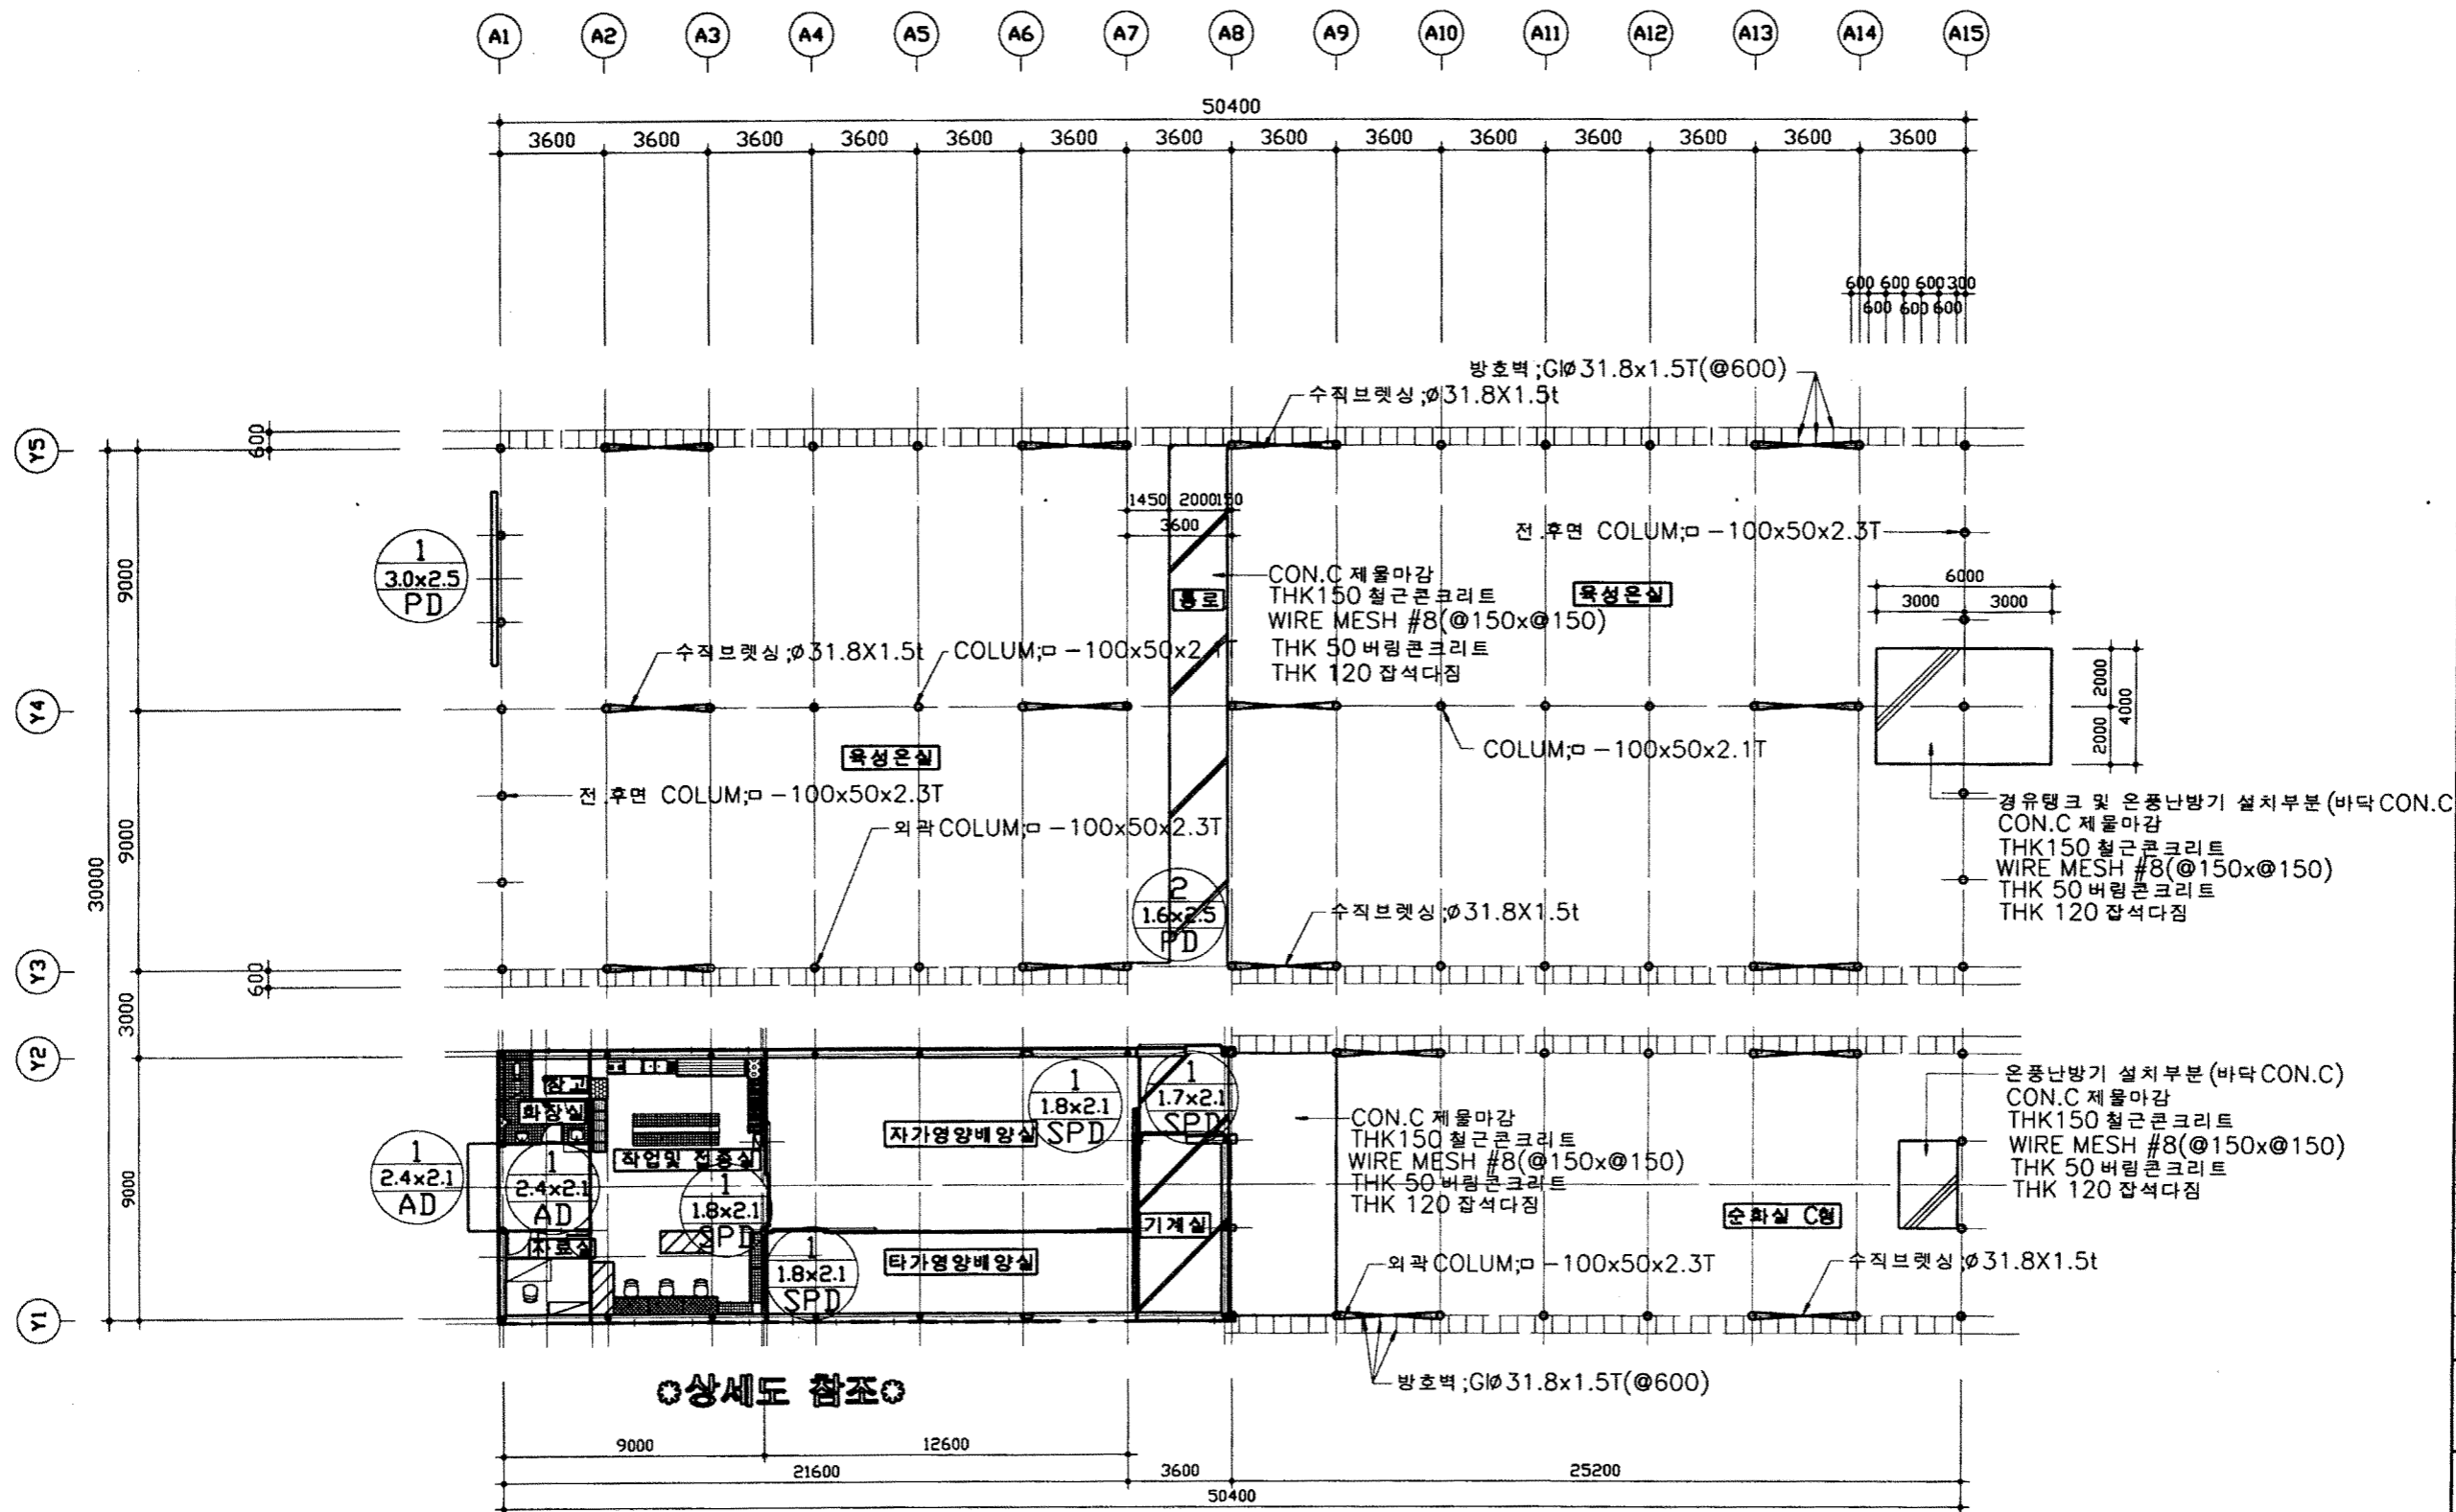 A1 A2 A3 A4 A5 A6 A7 A8 A9 A10 A11 A12 A13 A14 A15
50400
3600 3600 3600 3600 3600 3600 3600 3600 3600 3600 3600 3600 3600 3600
600 600 600 300
600 600 600
방호벽;GIØ31.8x1.5T(@600)
수직브렛싱;Ø31.8X1.5t
Y5
600
1450 2000 150
3600
1
3.0x2.5
PD
전.후면 COLUM;ㅁ-100x50x2.3T
9000
CON.C 제물마감
THK150 철근콘크리트
WIRE MESH #8(@150x@150)
THK 50 버림콘크리트
THK 120 잡석다짐
통로
육성온실
6000
3000 3000
수직브렛싱;Ø31.8X1.5t
COLUM;ㅁ-100x50x2.1T
2000
2000
4000
Y4
COLUM;ㅁ-100x50x2.1T
육성온실
전.후면 COLUM;ㅁ-100x50x2.3T
외곽COLUM;ㅁ-100x50x2.3T
9000
30000
경유탱크 및 온풍난방기 설치부분(바닥CON.C
CON.C 제물마감
THK150 철근콘크리트
WIRE MESH #8(@150x@150)
THK 50 버림콘크리트
THK 120 잡석다짐
2
1.6x2.5
PD
수직브렛싱;Ø31.8X1.5t
Y3
600
3000
Y2
창고
화장실
1
1.8x2.1
SPD
1
1.7x2.1
SPD
자가영양배양실
작업및 접종실
1
2.4x2.1
AD
1
2.4x2.1
AD
1
1.8x2.1
SPD
CON.C 제물마감
THK150 철근콘크리트
WIRE MESH #8(@150x@150)
THK 50 버림콘크리트
THK 120 잡석다짐
온풍난방기 설치부분(바닥CON.C)
CON.C 제물마감
THK150 철근콘크리트
WIRE MESH #8(@150x@150)
THK 50 버림콘크리트
THK 120 잡석다짐
9000
자료실
기계실
순화실 C형
타가영양배양실
1
1.8x2.1
SPD
외곽COLUM;ㅁ-100x50x2.3T
수직브렛싱;Ø31.8X1.5t
Y1
방호벽;GIØ31.8x1.5T(@600)
상세도 참조
9000 12600
21600 3600 25200
50400